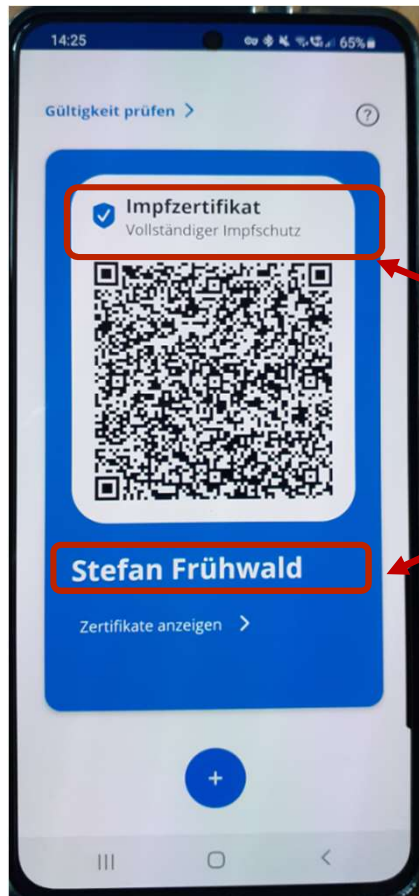 14:25
65%
Gültigkeit prüfen >
?
Impfzertifikat
Vollständiger Impfschutz
Stefan Frühwald
Zertifikate anzeigen >
+